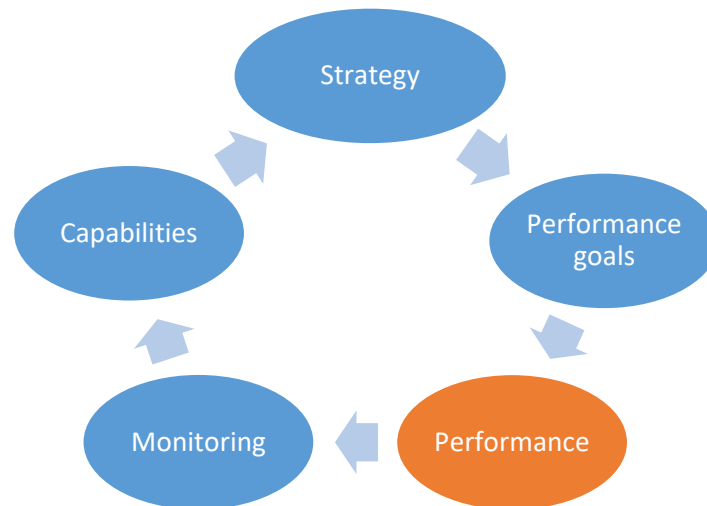 Strategy
Performance
goals
Performance
Monitoring
Capabilities